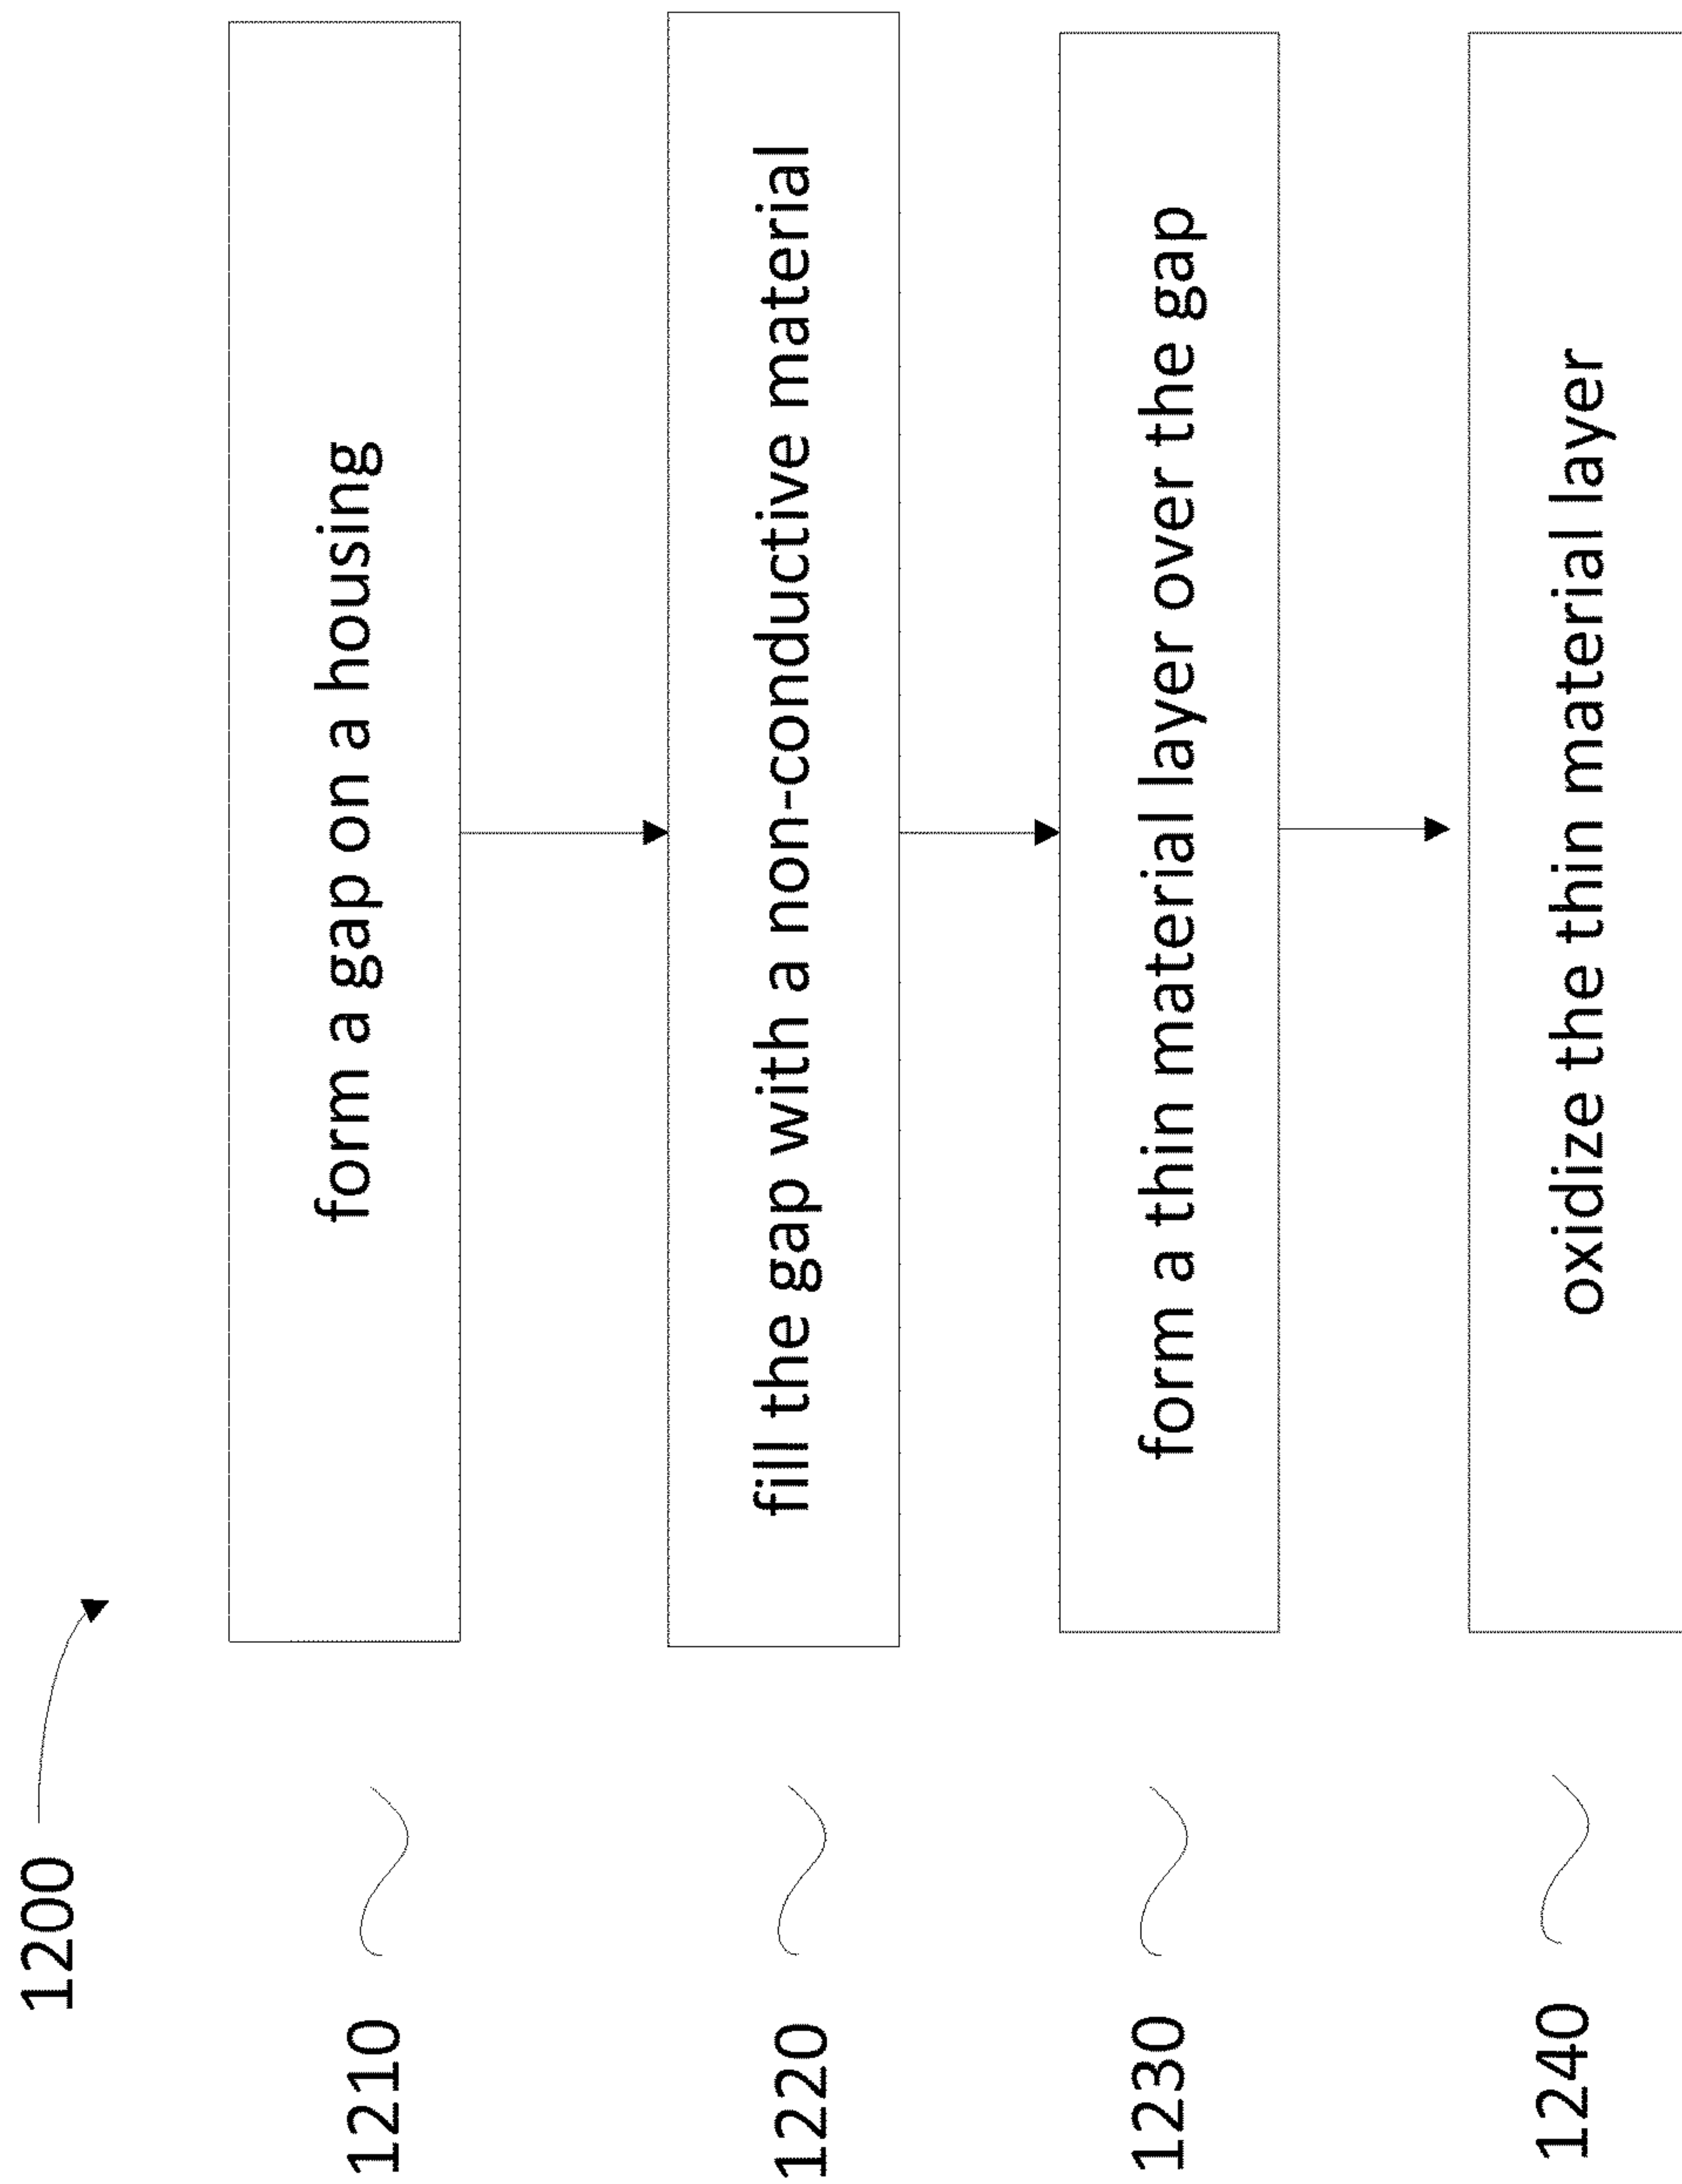 1200
1210
form a gap on a housing
1220
fill the gap with a non-conductive material
1230
form a thin material layer over the gap
1240
oxidize the thin material layer